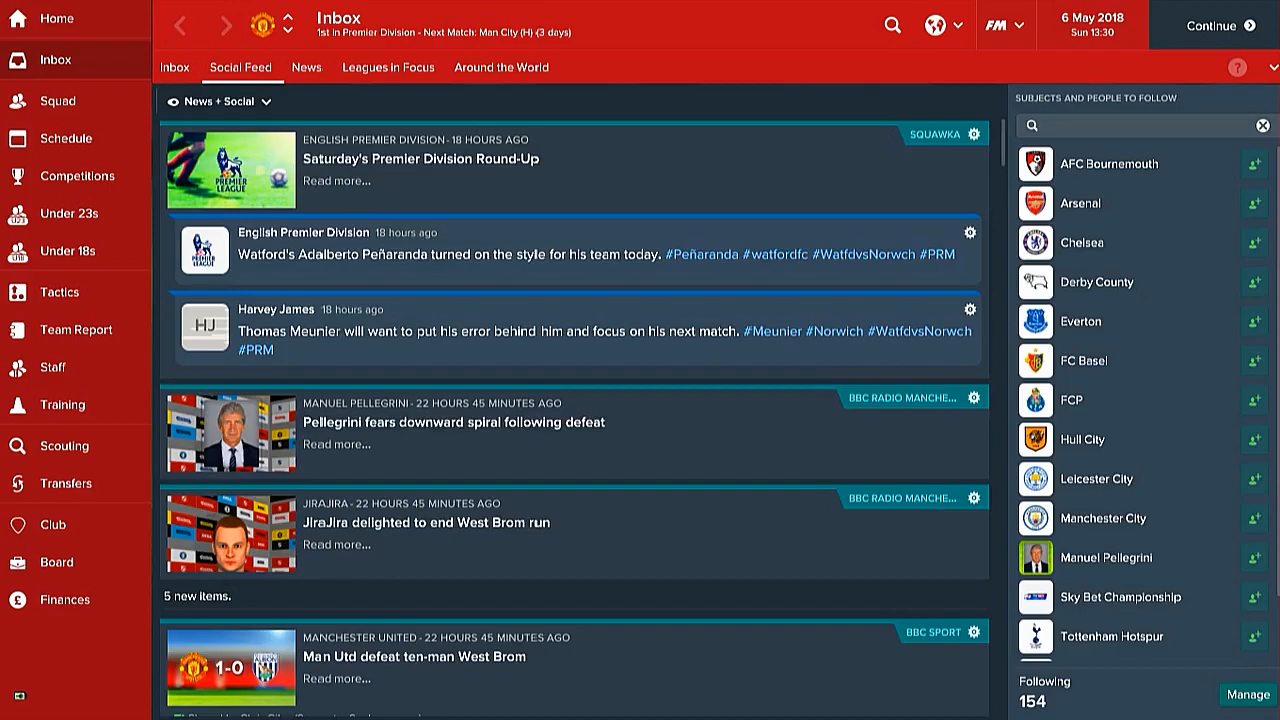 Home
Inbox
Squad
Schedule
Competitions
Under 23s
Under 18s
Tactics
Team Report
Staff
Training
Scouting
Transfers
Club
Board
Finances
Inbox
1st in Premier Division - Next Match: Man City (H) (3 days)
FM
6 May 2018
Sun 13:30
Continue
Inbox
Social Feed
News
Leagues in Focus
Around the World
?
News + Social
ENGLISH PREMIER DIVISION - 18 HOURS AGO
SQUAWKA
Saturday's Premier Division Round-Up
Read more...
PREMIER
LEAGUE
English Premier Division 18 hours ago
Watford's Adalberto Peñaranda turned on the style for his team today. #Peñaranda #watfordfc #WatfdvsNorwch #PRM
PREMIER
LEAGUE
Harvey James 18 hours ago
HJ
Thomas Meunier will want to put his error behind him and focus on his next match. #Meunier #Norwich #WatfdvsNorwch
#PRM
MANUEL PELLEGRINI - 22 HOURS 45 MINUTES AGO
BBC RADIO MANCHE...
Pellegrini fears downward spiral following defeat
Read more...
JIRAJIRA - 22 HOURS 45 MINUTES AGO
BBC RADIO MANCHE...
JiraJira delighted to end West Brom run
Read more...
5 new items.
MANCHESTER UNITED - 22 HOURS 45 MINUTES AGO
BBC SPORT
Man Utd defeat ten-man West Brom
1-0
Read more...
SUBJECTS AND PEOPLE TO FOLLOW
AFC Bournemouth
Arsenal
Chelsea
Derby County
Everton
FC Basel
FCP
Hull City
Leicester City
Manchester City
Manuel Pellegrini
Sky Bet Championship
Tottenham Hotspur
Following
154
Manage